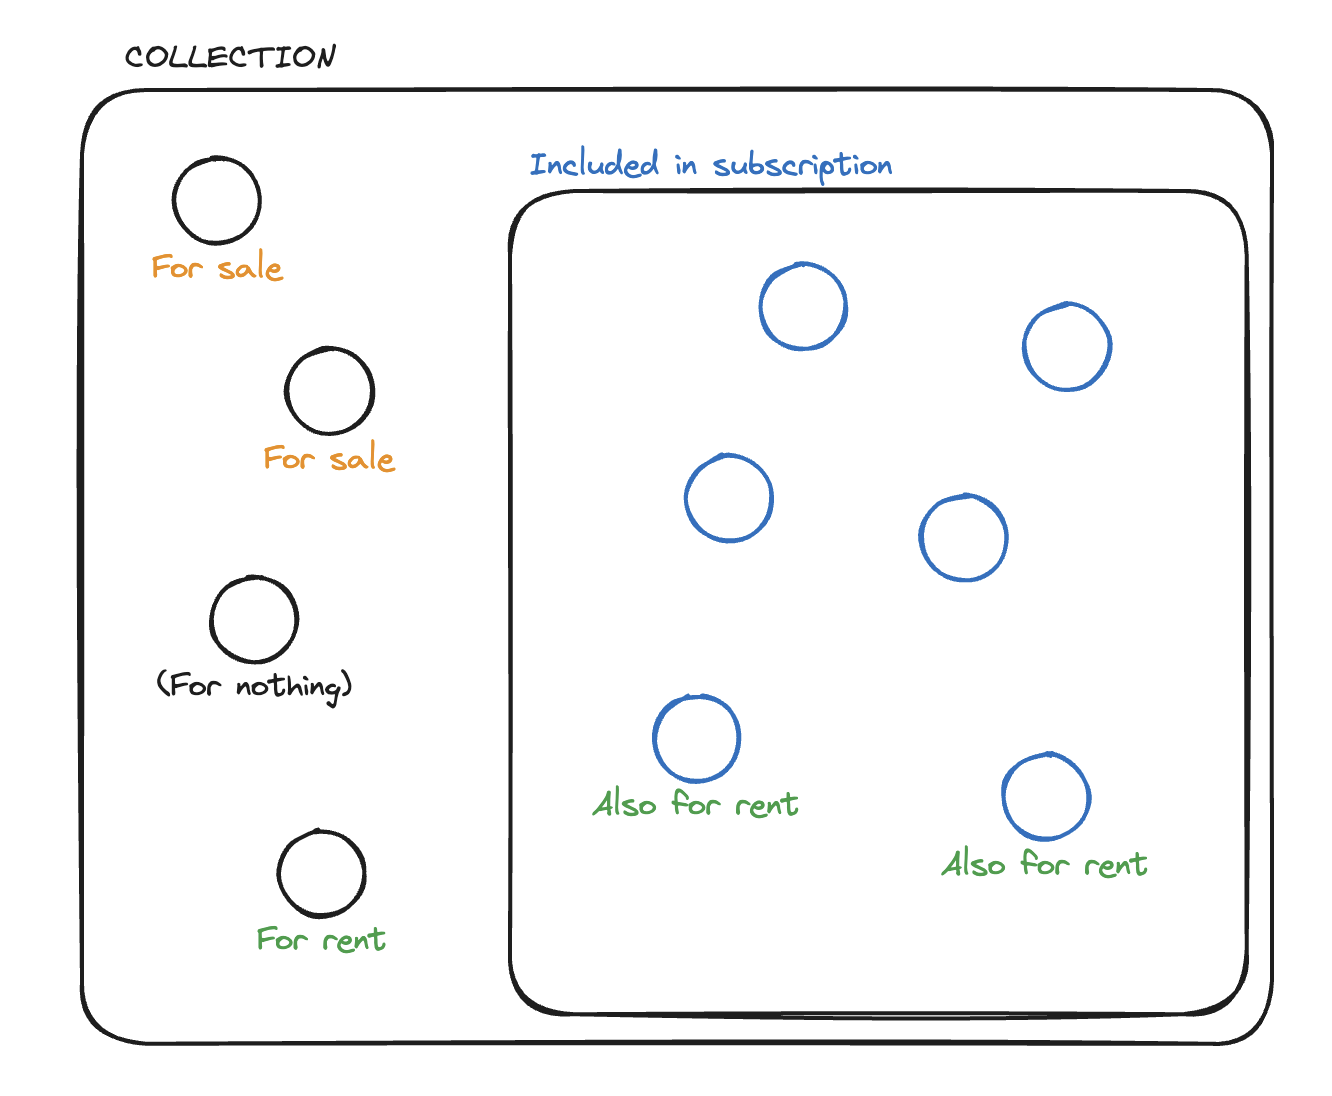 COLLECTION
Included in subscription
For sale
For sale
(For nothing)
Also for rent
Also for rent
For rent